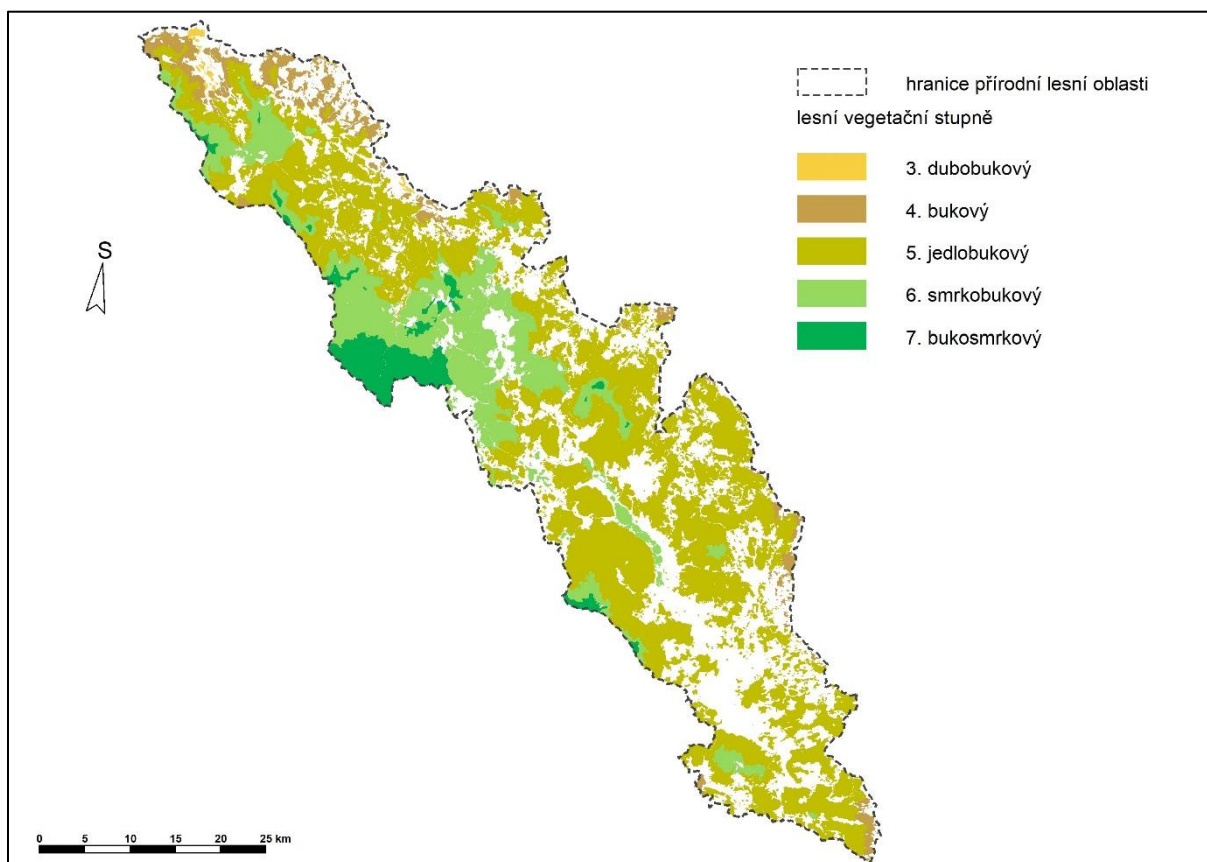 hranice přírodní lesní oblasti
lesní vegetační stupně
3. dubobukový
4. bukový
5. jedlobukový
6. smrkobukový
7. bukosmrkový
S
0 5 10 15 20 25 km